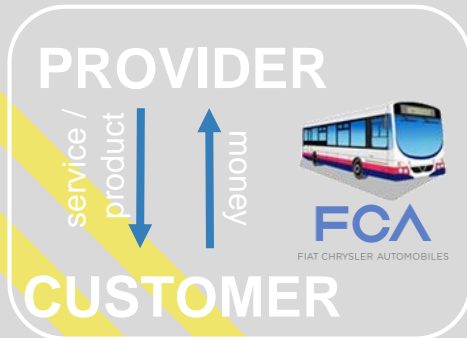 PROVIDER
service /
product
money
FCA
FIAT CHRYSLER AUTOMOBILES
CUSTOMER